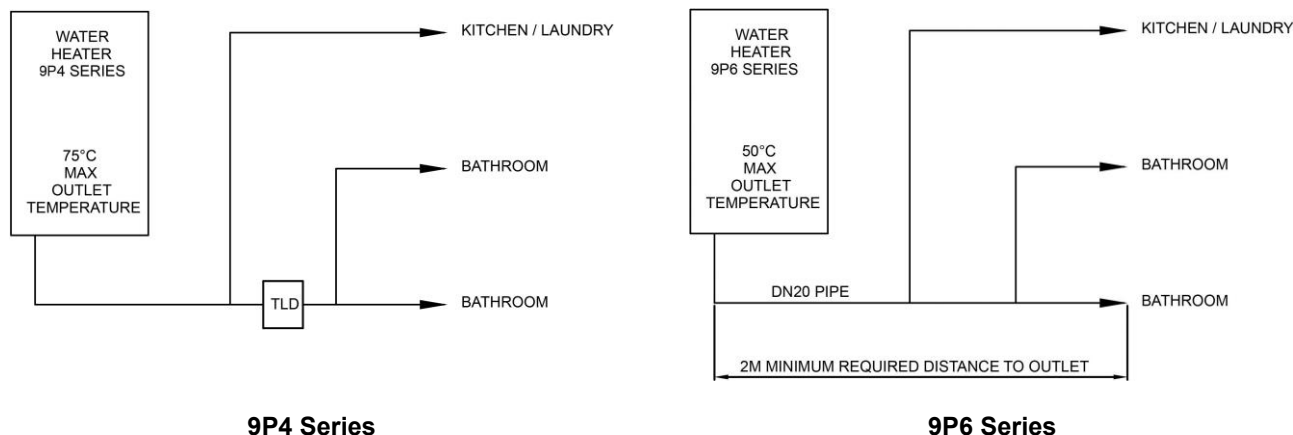 WATER
HEATER
9P4 SERIES
75°C
MAX
OUTLET
TEMPERATURE
KITCHEN / LAUNDRY
BATHROOM
TLD
BATHROOM
9P4 Series
WATER
HEATER
9P6 SERIES
50°C
MAX
OUTLET
TEMPERATURE
KITCHEN / LAUNDRY
BATHROOM
DN20 PIPE
BATHROOM
2M MINIMUM REQUIRED DISTANCE TO OUTLET
9P6 Series